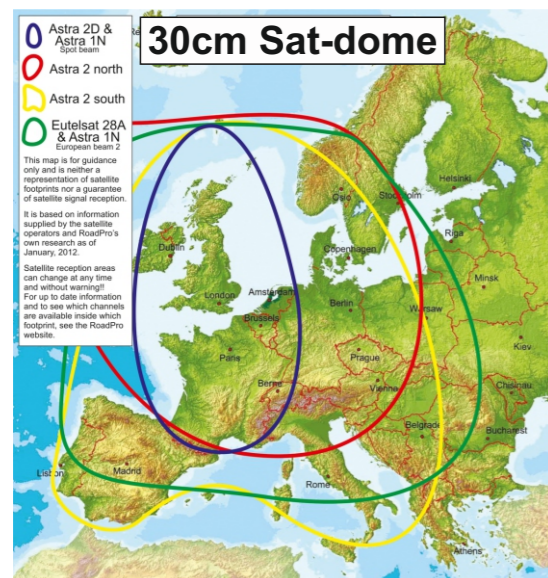 30cm Sat-dome
Astra 2D &
Astra 1N
Spot beam
Astra 2 north
Astra 2 south
Eutelsat 28A
& Astra 1N
European beam 2
This map is for guidance
only and is neither a
representation of satellite
footprints nor a guarantee
of satellite signal reception.
It is based on information
supplied by the satellite
operators and RoadPro's
own research as of
January, 2012.
Satellite reception areas
can change at any time
and without warning!!
For up to date information
and to see which channels
are available inside which
footprint, see the RoadPro
website.
Helsinki
Oslo
Stockholm
Riga
Dublin
Copenhagen
Minsk
London
Amsterdam
Berlin
Warsaw
Brussels
Kiev
Paris
Prague
Berne
Vienna
Chisinau
Belgrade
Bucharest
Lisbon
Madrid
Rome
Athens